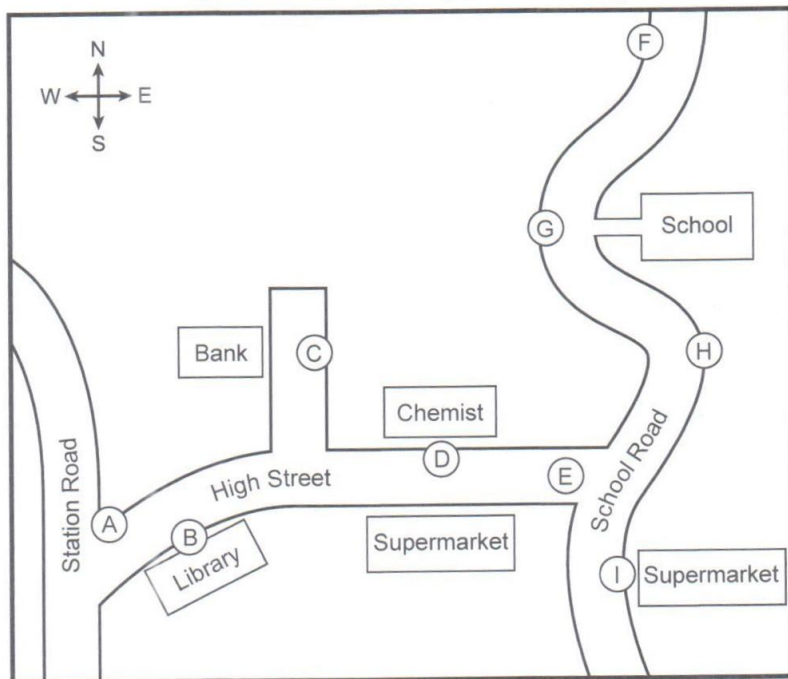 F
N
W E
S
G
School
Bank
C
H
Chemist
D
High Street
E
School Road
Station Road
A
B
Library
Supermarket
I
Supermarket